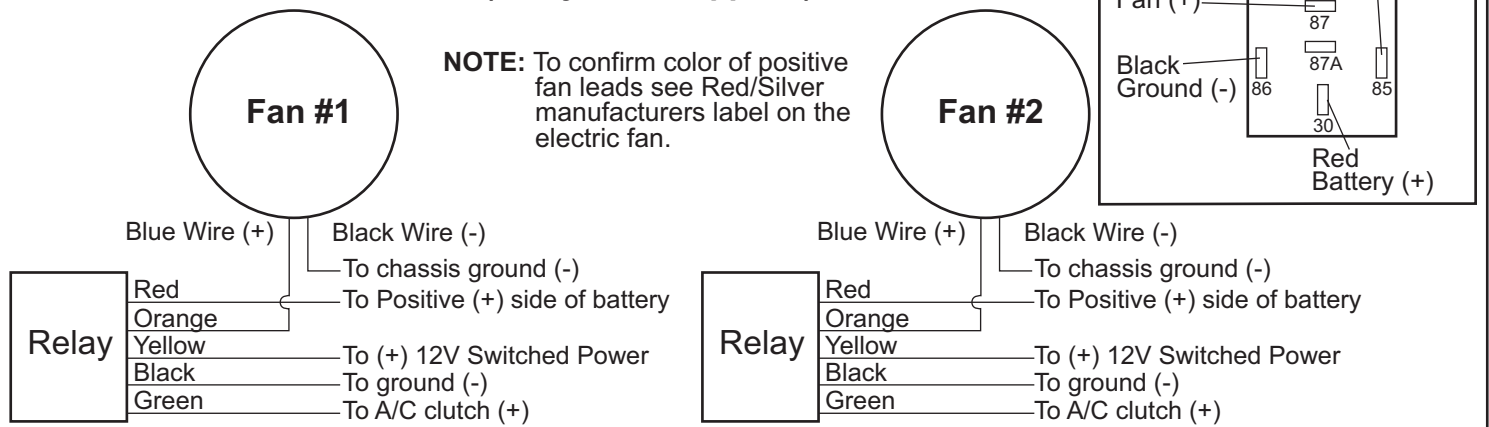 NOTE: To confirm color of positive
fan leads see Red/Silver
manufacturers label on the
electric fan.
Fan #1
Blue Wire (+)
Black Wire (-)
To chassis ground (-)
Relay
Red
To Positive (+) side of battery
Orange
Yellow
To (+) 12V Switched Power
Black
To ground (-)
Green
To A/C clutch (+)
Fan #2
Blue Wire (+)
Black Wire (-)
To chassis ground (-)
Relay
Red
To Positive (+) side of battery
Orange
Yellow
To (+) 12V Switched Power
Black
To ground (-)
Green
To A/C clutch (+)
Fan (+)
87
87A
Black
Ground (-)
86
85
30
Red
Battery (+)